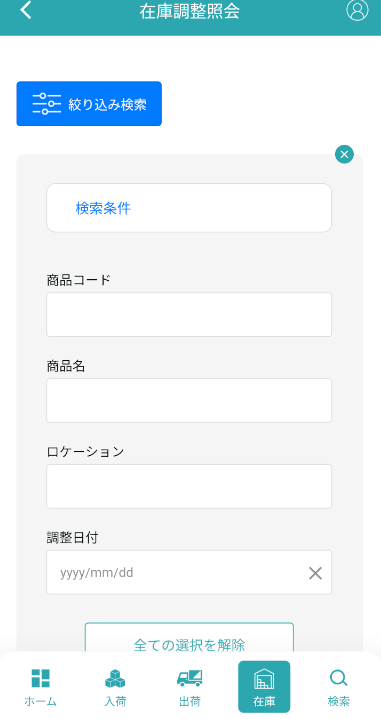 在庫調整照会
絞り込み検索
検索条件
商品コード
商品名
ロケーション
調整日付
yyyy/mm/dd
全ての選択を解除
ホーム
入荷
出荷
在庫
検索